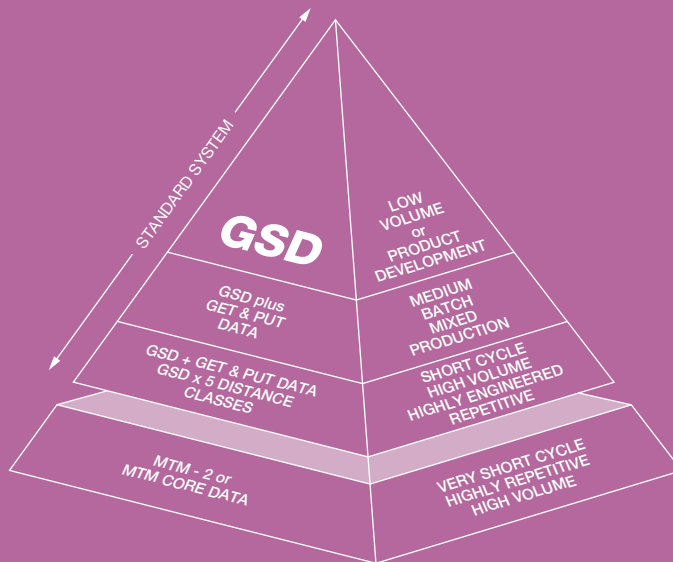 STANDARD SYSTEM
GSD
LOW
VOLUME
or
PRODUCT
DEVELOPMENT
GSD plus
GET & PUT
DATA
MEDIUM
BATCH
MIXED
PRODUCTION
GSD + GET & PUT DATA
GSD x 5 DISTANCE
CLASSES
SHORT CYCLE
HIGH VOLUME
HIGHLY ENGINEERED
REPETITIVE
MTM - 2 or
MTM CORE DATA
VERY SHORT CYCLE
HIGHLY REPETITIVE
HIGH VOLUME